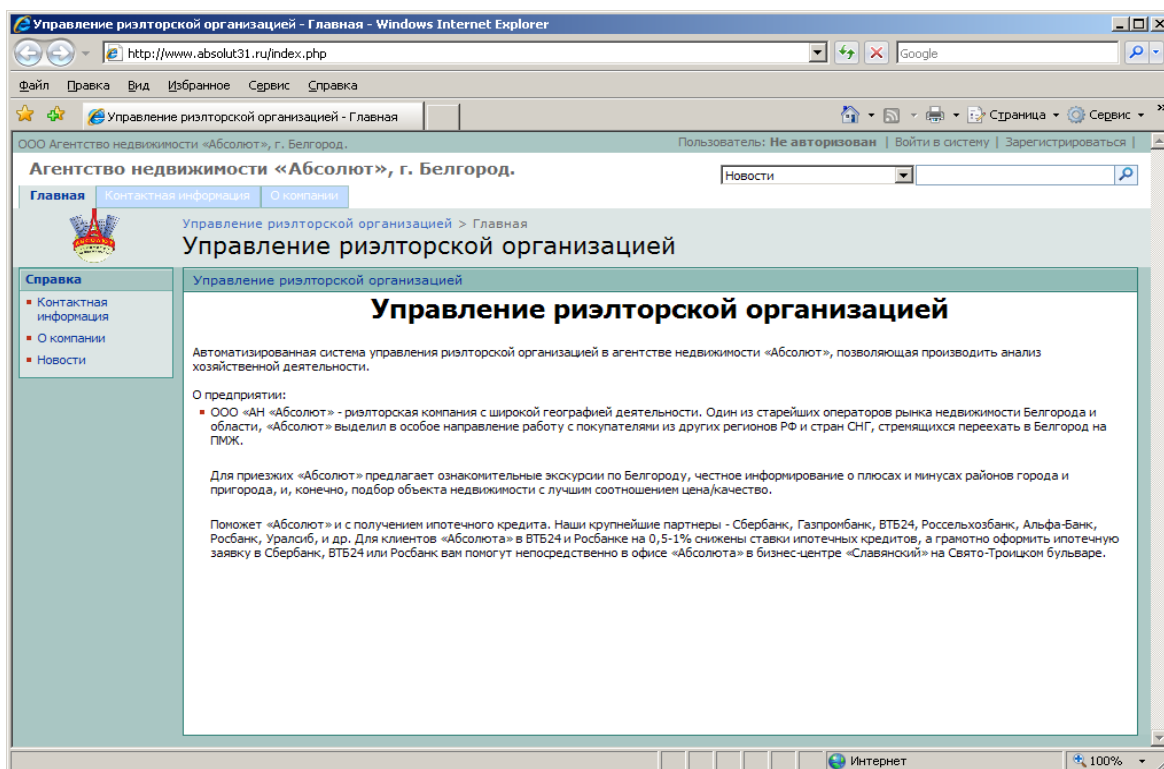 Управление риэлторской организацией - Главная - Windows Internet Explorer
http://www.absolut31.ru/index.php
Google
Файл Правка Вид Избранное Сервис Справка
Управление риэлторской организацией - Главная
Страница
Сервис
ООО Агентство недвижимости «Абсолют», г. Белгород.
Пользователь: Не авторизован | Войти в систему | Зарегистрироваться |
Агентство недвижимости «Абсолют», г. Белгород.
Новости
Главная Контактная информация О компании
АБСОЛЮТ
Управление риэлторской организацией > Главная
Управление риэлторской организацией
Справка
Контактная
информация
О компании
Новости
Управление риэлторской организацией
Управление риэлторской организацией
Автоматизированная система управления риэлторской организацией в агентстве недвижимости «Абсолют», позволяющая производить анализ
хозяйственной деятельности.
О предприятии:
ООО «АН «Абсолют» - риэлторская компания с широкой географией деятельности. Один из старейших операторов рынка недвижимости Белгорода и
области, «Абсолют» выделил в особое направление работу с покупателями из других регионов РФ и стран СНГ, стремящихся переехать в Белгород на
ПМЖ.
Для приезжих «Абсолют» предлагает ознакомительные экскурсии по Белгороду, честное информирование о плюсах и минусах районов города и
пригорода, и, конечно, подбор объекта недвижимости с лучшим соотношением цена/качество.
Поможет «Абсолют» и с получением ипотечного кредита. Наши крупнейшие партнеры - Сбербанк, Газпромбанк, ВТБ24, Россельхозбанк, Альфа-Банк,
Росбанк, Уралсиб, и др. Для клиентов «Абсолюта» в ВТБ24 и Росбанке на 0,5-1% снижены ставки ипотечных кредитов, а грамотно оформить ипотечную
заявку в Сбербанк, ВТБ24 или Росбанк вам помогут непосредственно в офисе «Абсолюта» в бизнес-центре «Славянский» на Свято-Троицком бульваре.
Интернет
100%